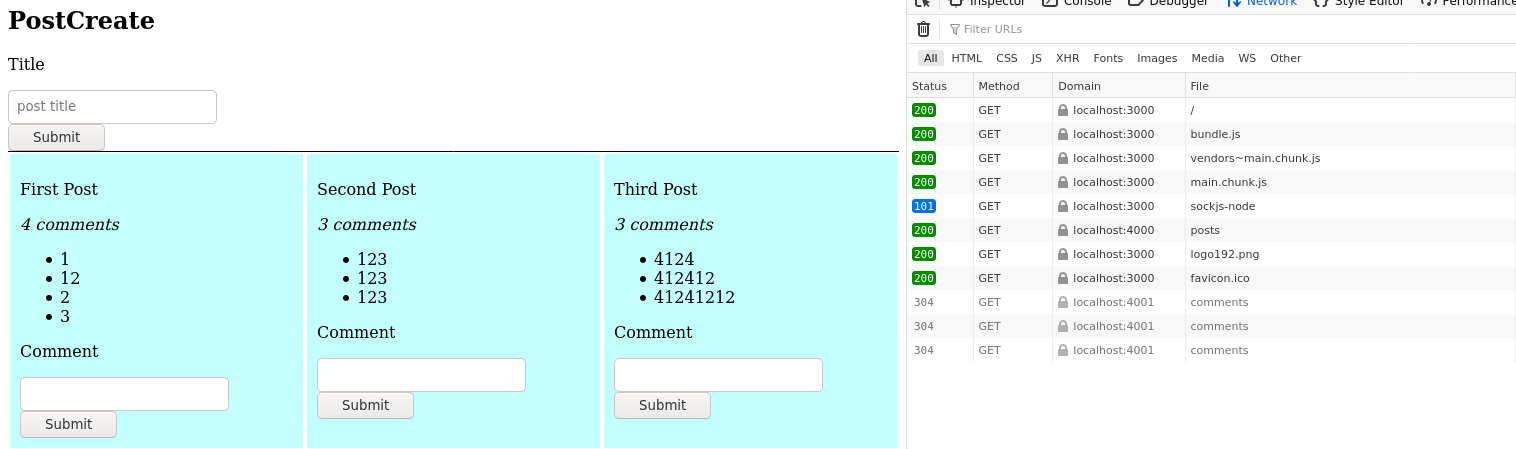 PostCreate
Title
post title
Submit
First Post
4 comments
1
12
2
3
Comment
Submit
Second Post
3 comments
123
123
123
Comment
Submit
Third Post
3 comments
4124
412412
41241212
Comment
Submit
Inspector Console Debugger Network Style Editor Performance
Filter URLs
All HTML CSS JS XHR Fonts Images Media WS Other
Status Method Domain File
200 GET localhost:3000 /
200 GET localhost:3000 bundle.js
200 GET localhost:3000 vendors~main.chunk.js
200 GET localhost:3000 main.chunk.js
101 GET localhost:3000 sockjs-node
200 GET localhost:4000 posts
200 GET localhost:3000 logo192.png
200 GET localhost:3000 favicon.ico
304 GET localhost:4001 comments
304 GET localhost:4001 comments
304 GET localhost:4001 comments